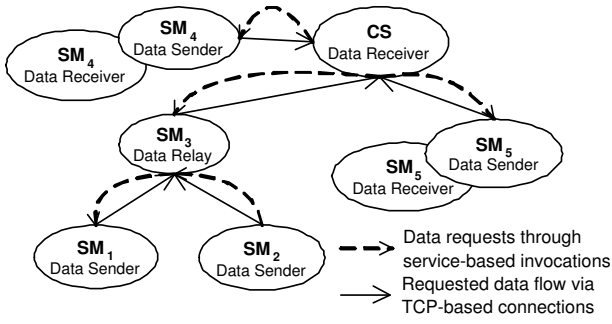 SM4
Data Sender
CS
Data Receiver
SM4
Data Receiver
SM3
Data Relay
SM5
Data Sender
SM5
Data Receiver
SM1
Data Sender
SM2
Data Sender
Data requests through
service-based invocations
Requested data flow via
TCP-based connections